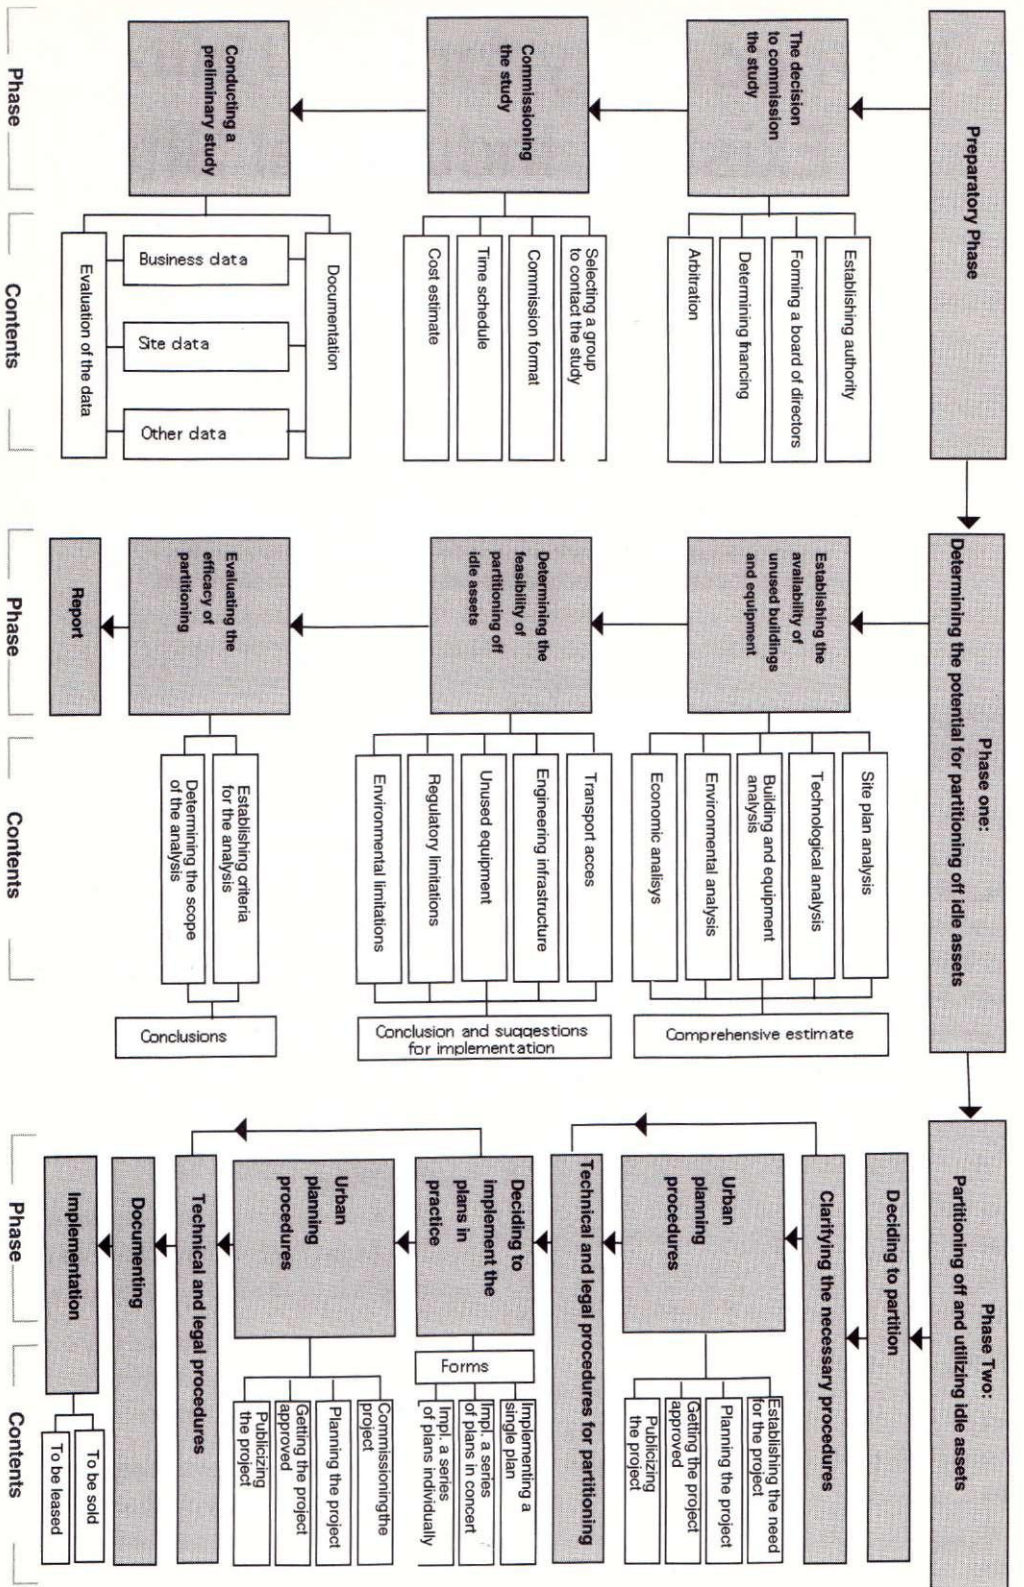 Preparatory Phase
The decision
to commission
the study
Establishing authority
Forming a board of directors
Determining fnancing
Arbitration
Commissioning
the study
Selecting a group
to contact the study
Commission format
Time schedule
Cost estimate
Conducting a
preliminary study
Documentation
Business data
Site data
Other data
Evaluation of the data
Phase
Contents
Phase one:
Determining the potential for partitioning off idle assets
Establishing the
availability of
unused buildings
and equipment
Site plan analysis
Technological analysis
Building and equipment
analysis
Environmental analysis
Economic analisys
Comprehensive estimate
Determining the
feasibility of
partitioning off
idle assets
Transport acces
Engineering infrastructure
Unused equipment
Regulatory limitations
Environmental limitations
Conclusion and suggestions
for implementation
Evaluating the
efficacy of
partitioning
Establishing criteria
for the analysis
Determining the scope
of the analysis
Conclusions
Report
Phase
Contents
Phase Two:
Partitioning off and utilizing idle assets
Deciding to partition
Clarifying the necessary procedures
Urban
planning
procedures
Establishing the need
for the project
Planning the project
Getting the project
approved
Publicizing
the project
Technical and legal procedures for partitioning
Deciding to
implement the
plans in
practice
Forms
Implementing a
single plan
Impl. a series
of plans in concert
Impl. a series
of plans individually
Urban
planning
procedures
Commissioningthe
project
Planning the project
Getting the project
approved
Publicizing
the project
Technical and legal procedures
Documenting
Implementation
To be sold
To be leased
Phase
Contents